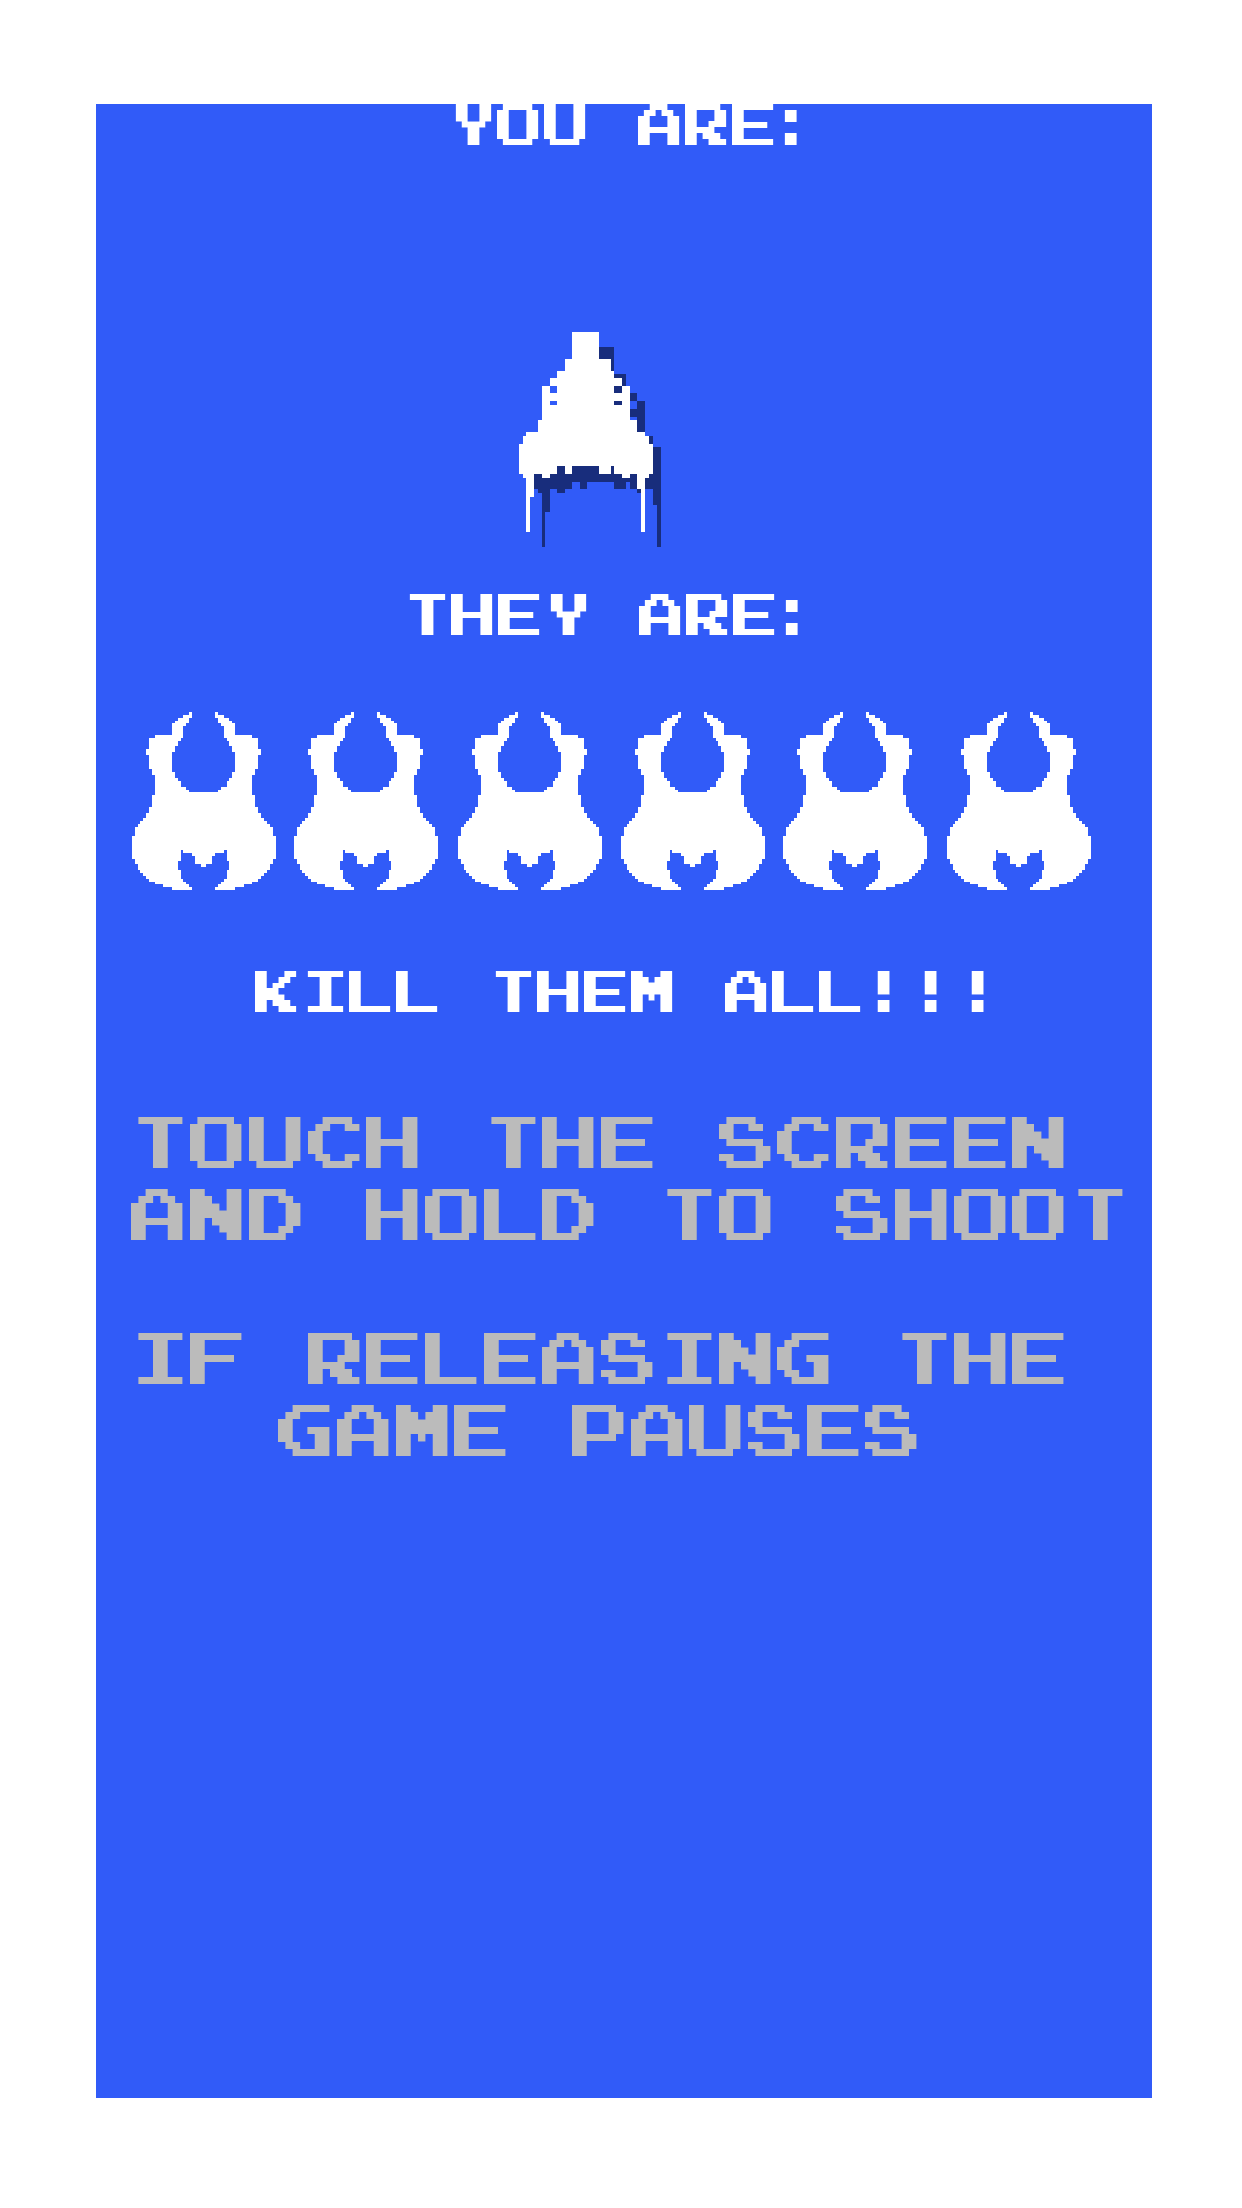 YOU ARE:
THEY ARE:
KILL THEM ALL!!!
TOUCH THE SCREEN
AND HOLD TO SHOOT
IF RELEASING THE
GAME PAUSES